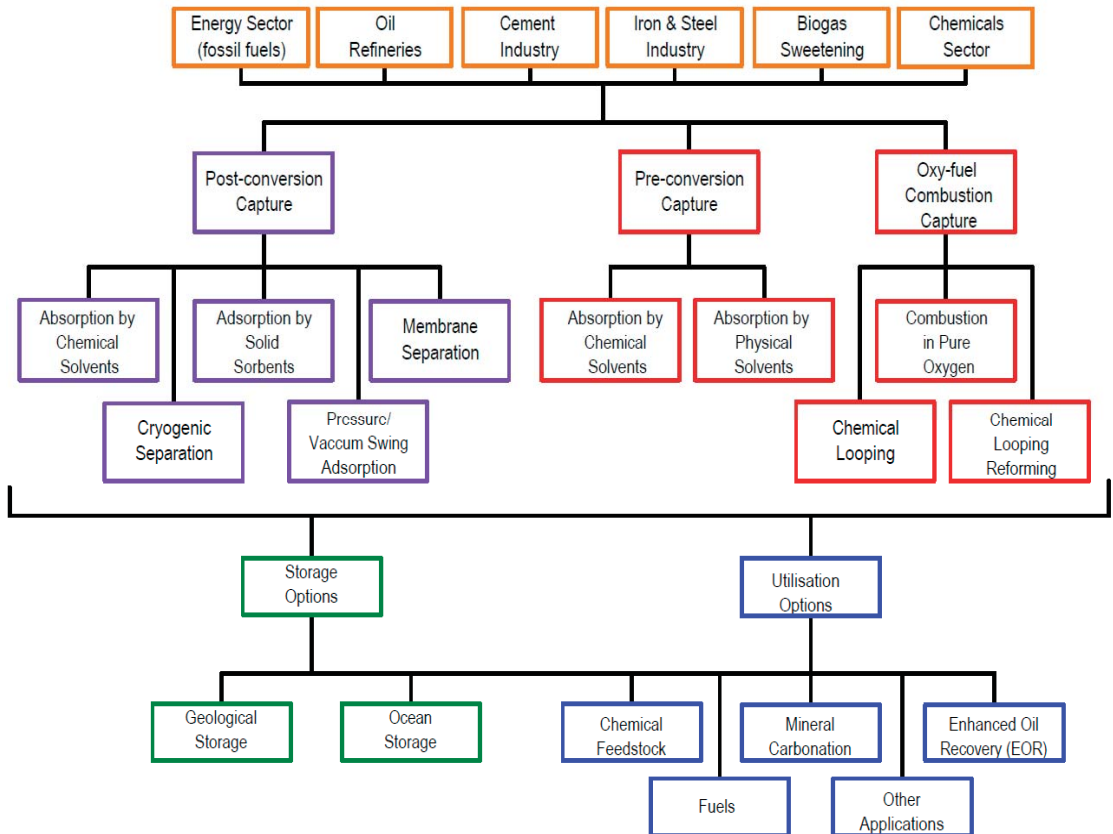 Energy Sector
(fossil fuels)
Oil
Refineries
Cement
Industry
Iron & Steel
Industry
Biogas
Sweetening
Chemicals
Sector
Post-conversion
Capture
Pre-conversion
Capture
Oxy-fuel
Combustion
Capture
Absorption by
Chemical
Solvents
Adsorption by
Solid
Sorbents
Membrane
Separation
Absorption by
Chemical
Solvents
Absorption by
Physical
Solvents
Combustion
in Pure
Oxygen
Cryogenic
Separation
Pressure/
Vaccum Swing
Adsorption
Chemical
Looping
Chemical
Looping
Reforming
Storage
Options
Utilisation
Options
Geological
Storage
Ocean
Storage
Chemical
Feedstock
Mineral
Carbonation
Enhanced Oil
Recovery (EOR)
Fuels
Other
Applications